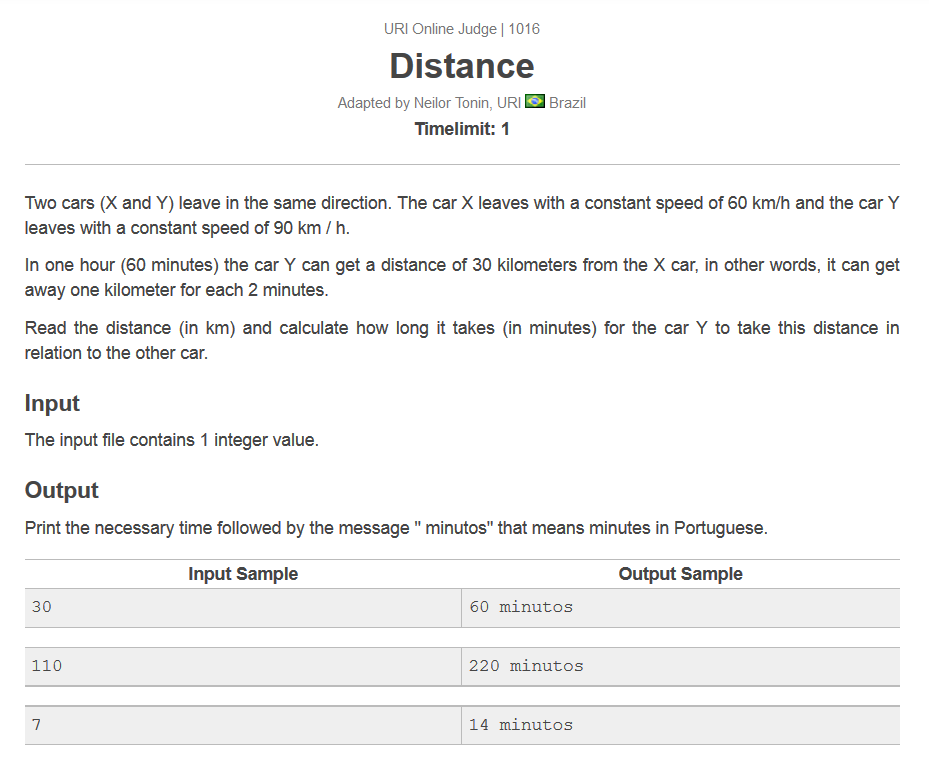 URI Online Judge | 1016
Distance
Adapted by Neilor Tonin, URI Brazil
Timelimit: 1
Two cars (X and Y) leave in the same direction. The car X leaves with a constant speed of 60 km/h and the car Y
leaves with a constant speed of 90 km / h.
In one hour (60 minutes) the car Y can get a distance of 30 kilometers from the X car, in other words, it can get
away one kilometer for each 2 minutes.
Read the distance (in km) and calculate how long it takes (in minutes) for the car Y to take this distance in
relation to the other car.
Input
The input file contains 1 integer value.
Output
Print the necessary time followed by the message " minutos" that means minutes in Portuguese.
Input Sample Output Sample
30 60 minutos
110 220 minutos
7 14 minutos